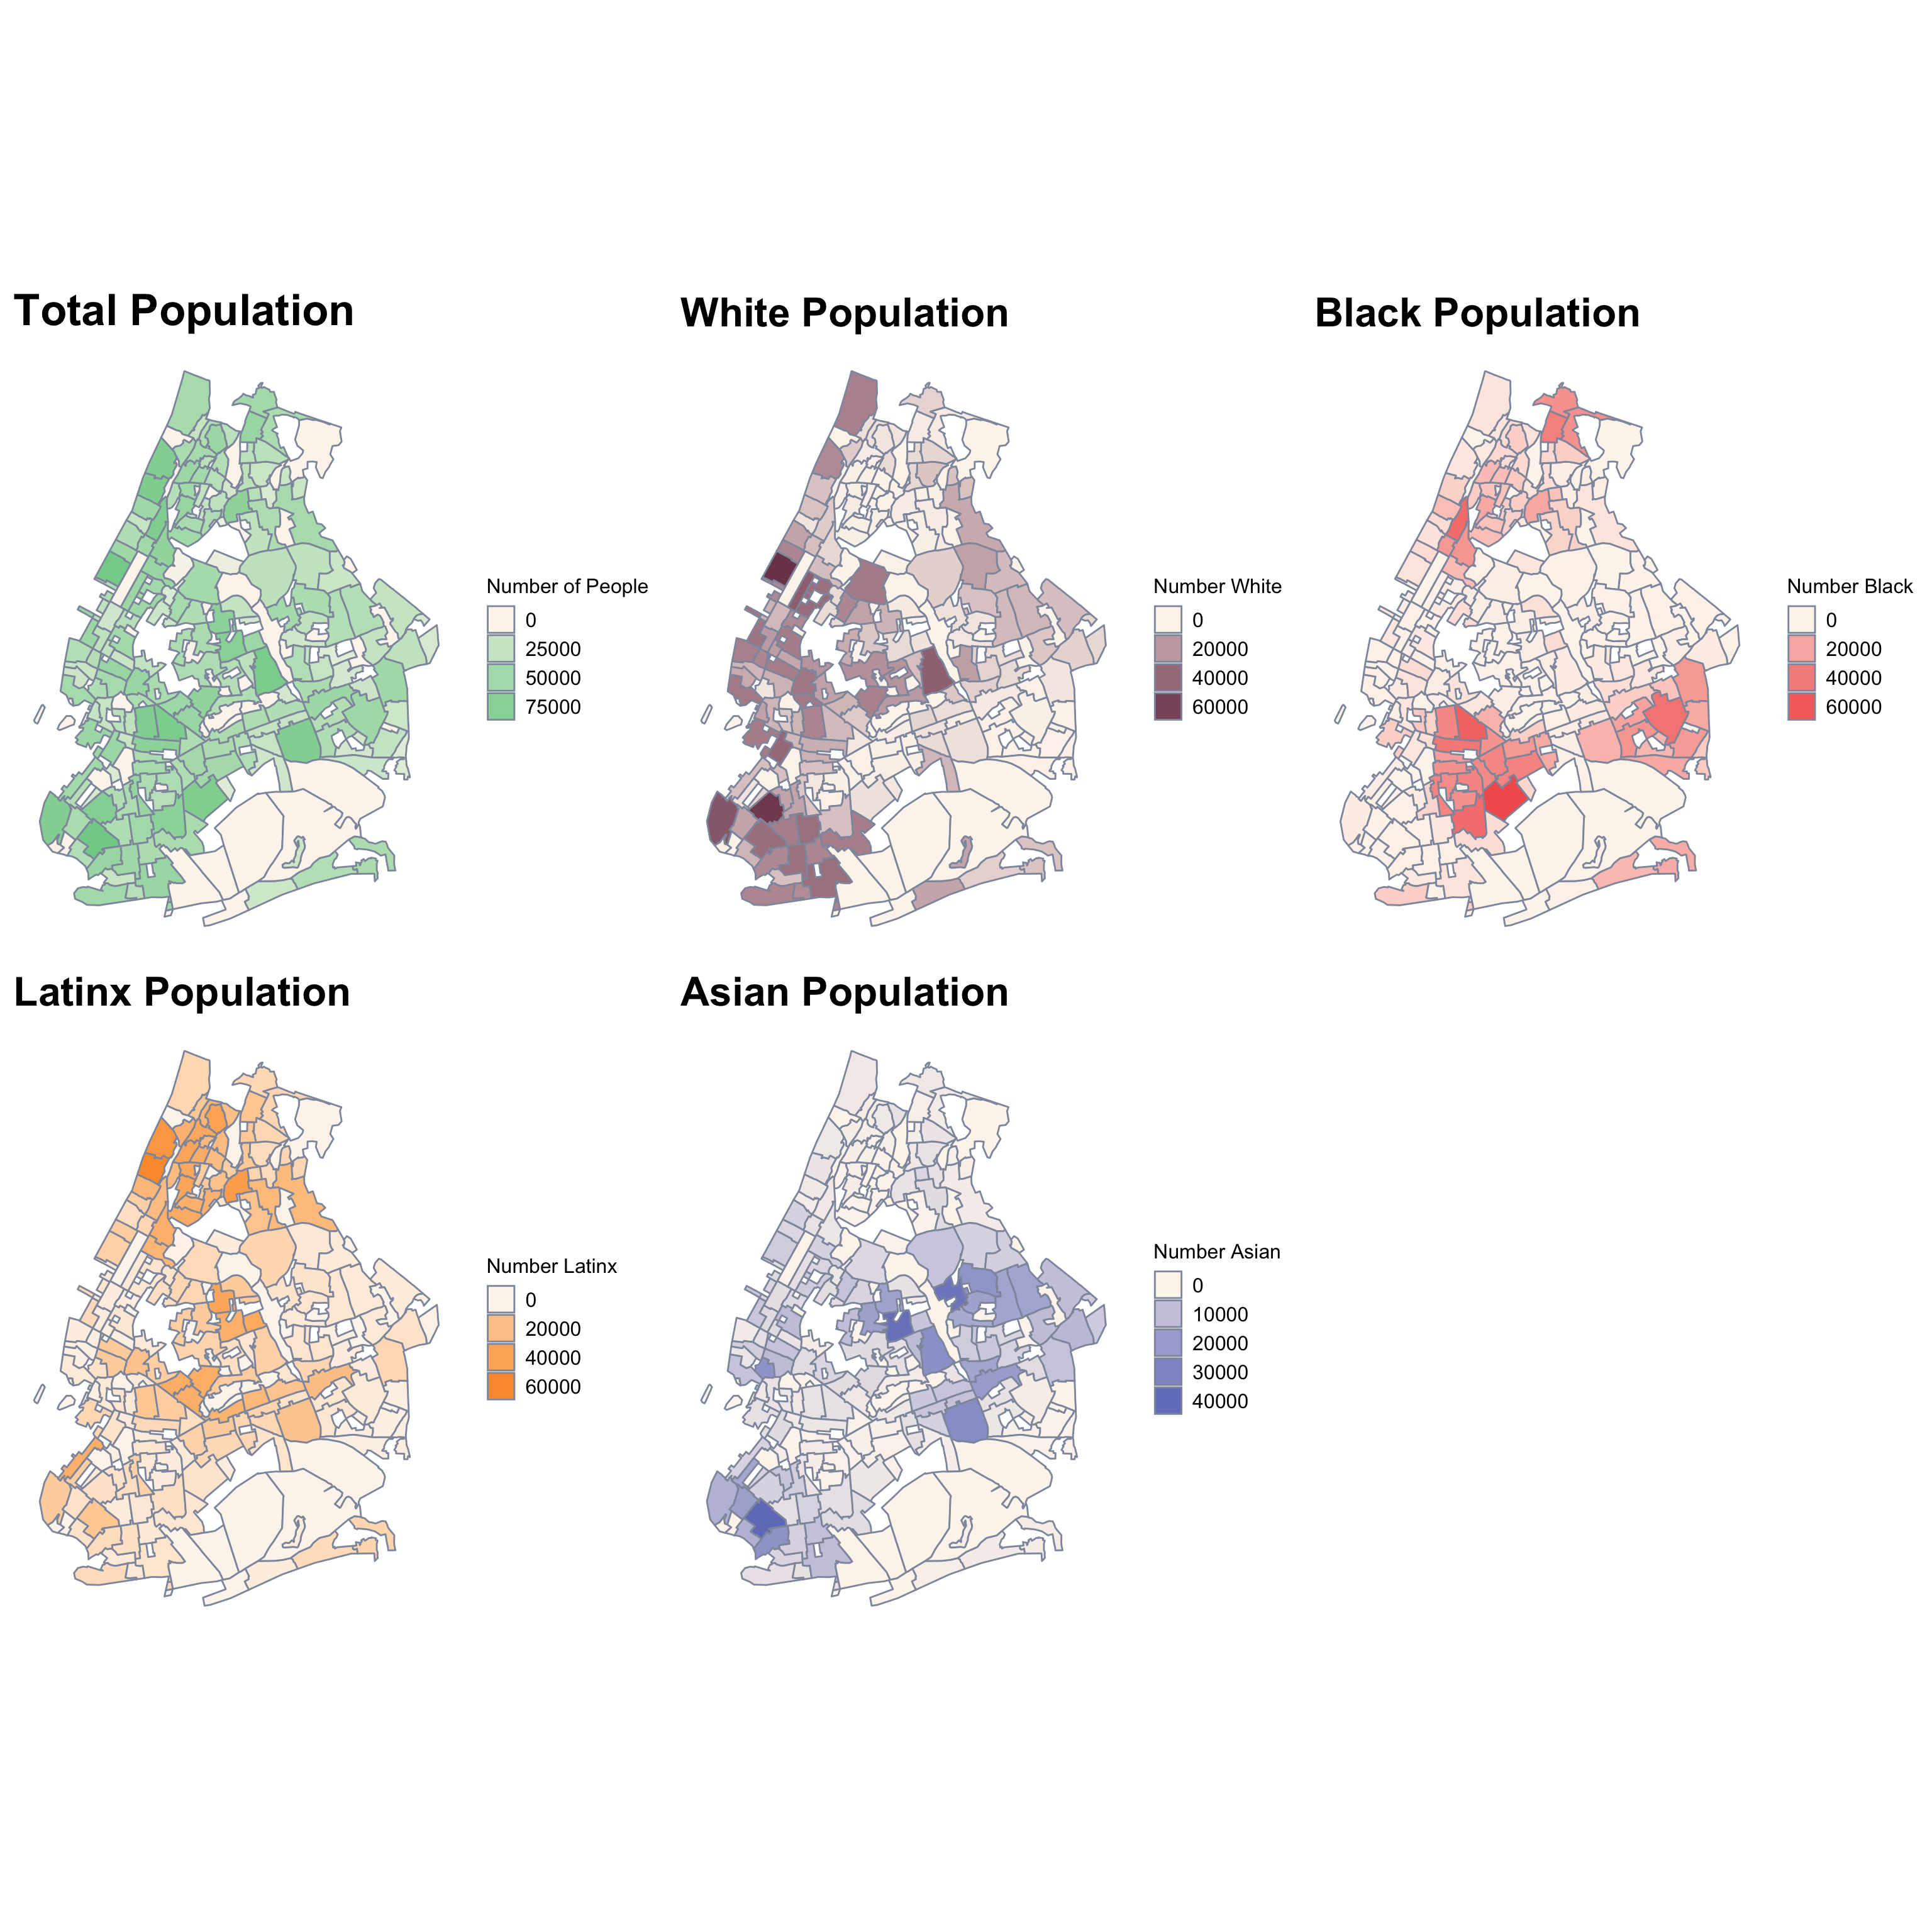 Total Population
White Population
Black Population
Number of People
0
25000
50000
75000
Number White
0
20000
40000
60000
Number Black
0
20000
40000
60000
Latinx Population
Asian Population
Number Latinx
0
20000
40000
60000
Number Asian
0
10000
20000
30000
40000